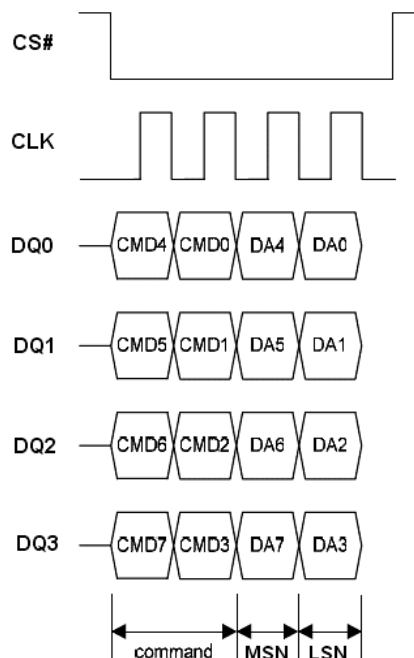 CS#
CLK
DQ0 CMD4 CMD0 DA4 DA0
DQ1 CMD5 CMD1 DA5 DA1
DQ2 CMD6 CMD2 DA6 DA2
DQ3 CMD7 CMD3 DA7 DA3
command MSN LSN